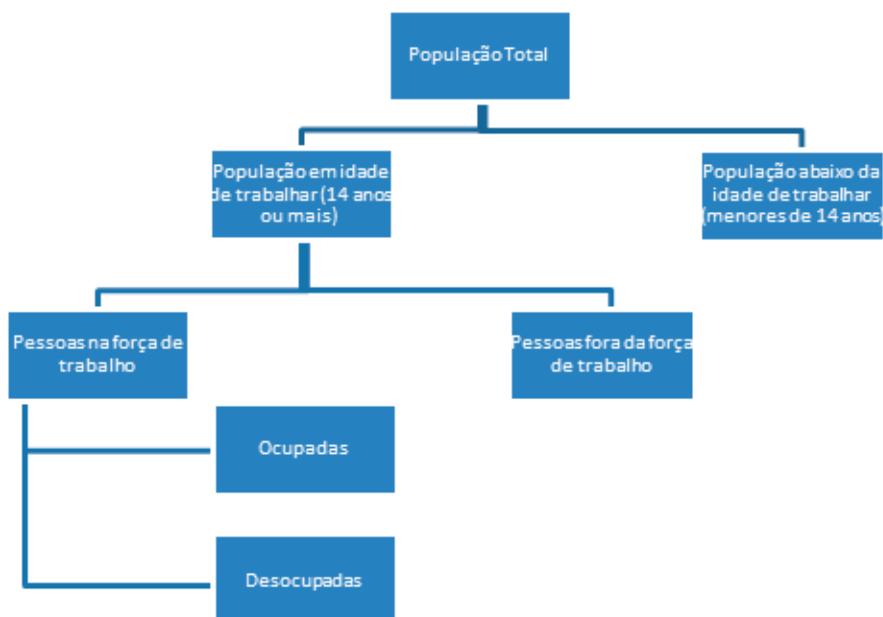 População Total
População em idade
de trabalhar (14 anos
ou mais)
População abaixo da
idade de trabalhar
(menores de 14 anos)
Pessoas na força de
trabalho
Pessoas fora da força
de trabalho
Ocupadas
Desocupadas